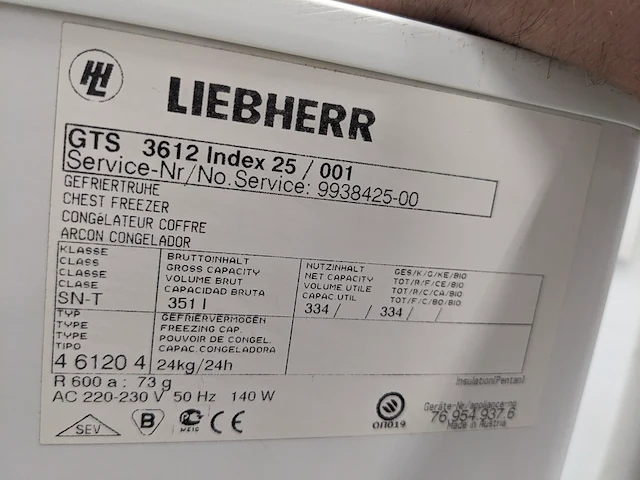 LIEBHERR
GTS 3612 Index 25 / 001
Service-Nr/No.Service: 9938425-00
GEFRIERTRUHE
CHEST FREEZER
CONGéLATEUR COFFRE
ARCON CONGELADOR
KLASSE
CLASS
CLASSE
CLASE
SN-T
BRUTTOINHALT
GROSS CAPACITY
VOLUME BRUT
CAPACIDAD BRUTA
351 l
NUTZINHALT
NET CAPACITY
VOLUME UTILE
CAPAC UTIL
334 / / 334 / /
GES/K/G/KE/BIO
TOT/R/F/CE/BIO
TOT/R/C/CA/BIO
TOT/F/C/BO/BIO
TYP
TYPE
TYPE
TIPO
4 6120 4
GEFRIERVERMÖGEN
FREEZING CAP.
POUVOIR DE CONGEL.
CAPAC.CONGELADORA
24kg/24h
R 600 a : 73 g
AC 220-230 V 50 Hz 140 W
Insulation(Pentan)
Geräte-Nr/appliance-no
76.954.937.6
Made in Austria
SEV
B
CE
ОП019